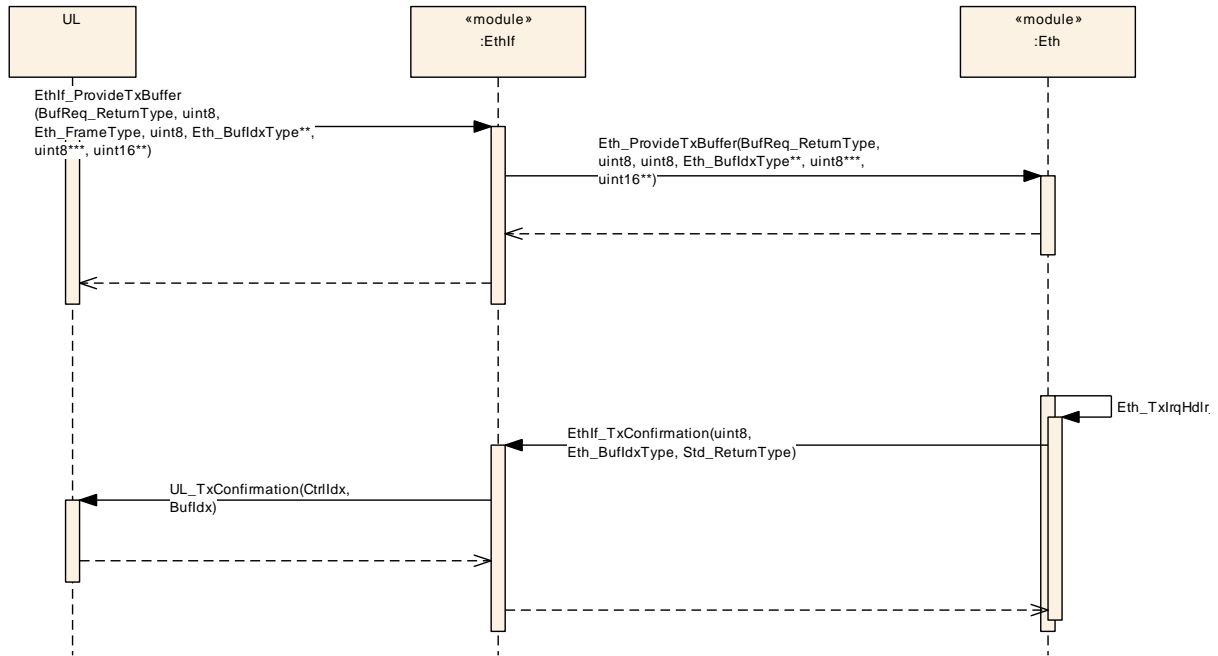 UL
«module»
:EthIf
«module»
:Eth
EthIf_ProvideTxBuffer
(BufReq_ReturnType, uint8,
Eth_FrameType, uint8, Eth_BufIdxType**,
uint8***, uint16**)
Eth_ProvideTxBuffer(BufReq_ReturnType,
uint8, uint8, Eth_BufIdxType**, uint8***,
uint16**)
Eth_TxIrqHdlr_
EthIf_TxConfirmation(uint8,
Eth_BufIdxType, Std_ReturnType)
UL_TxConfirmation(CtrlIdx,
BufIdx)